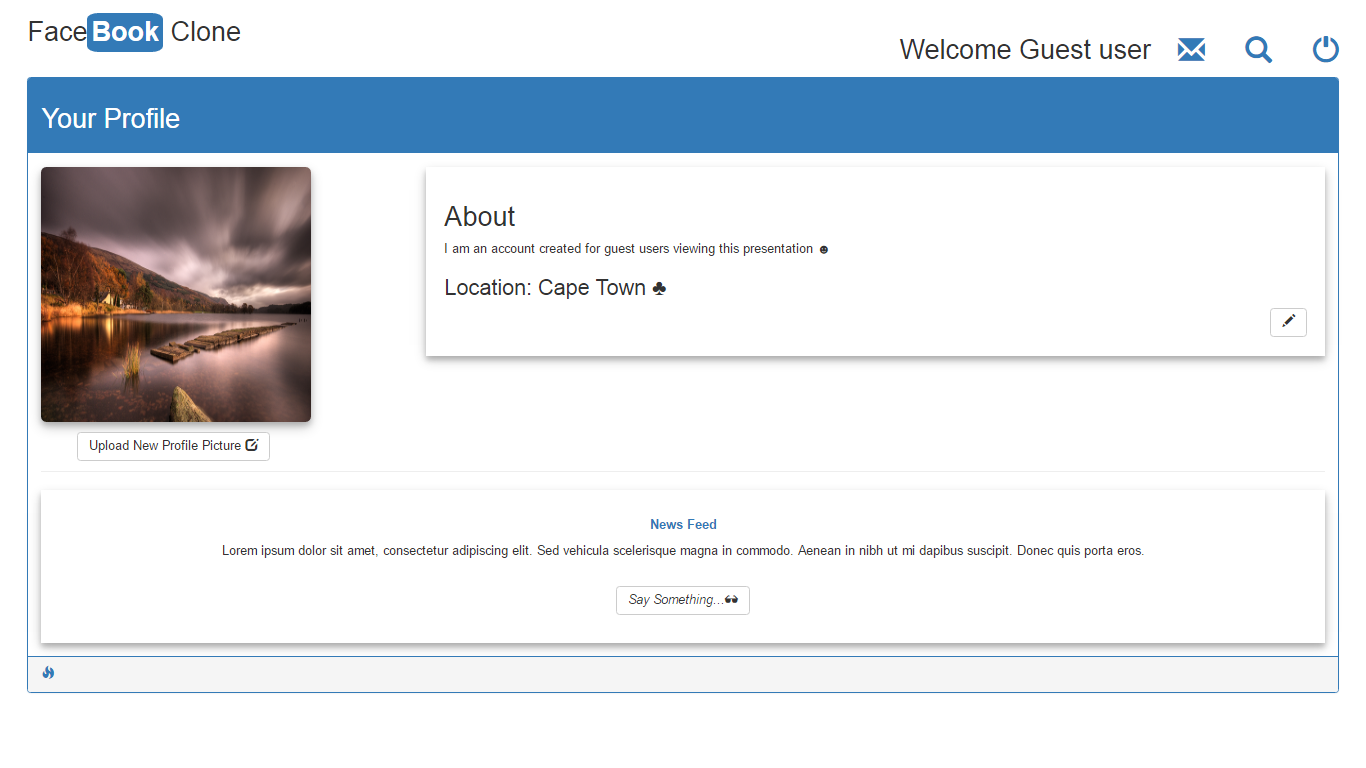 FaceBook Clone
Welcome Guest user
Your Profile
About
I am an account created for guest users viewing this presentation ☻
Location: Cape Town ♣
Upload New Profile Picture
News Feed
Lorem ipsum dolor sit amet, consectetur adipiscing elit. Sed vehicula scelerisque magna in commodo. Aenean in nibh ut mi dapibus suscipit. Donec quis porta eros.
Say Something...